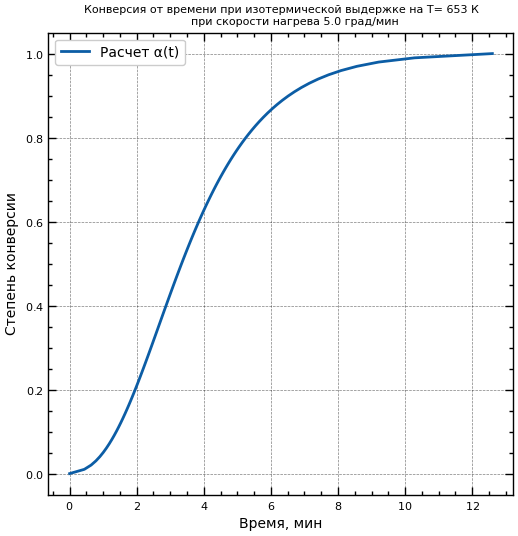 Конверсия от времени при изотермической выдержке на T= 653 K
при скорости нагрева 5.0 град/мин
Расчет α(t)
Степень конверсии
1.0
0.8
0.6
0.4
0.2
0.0
0 2 4 6 8 10 12
Время, мин